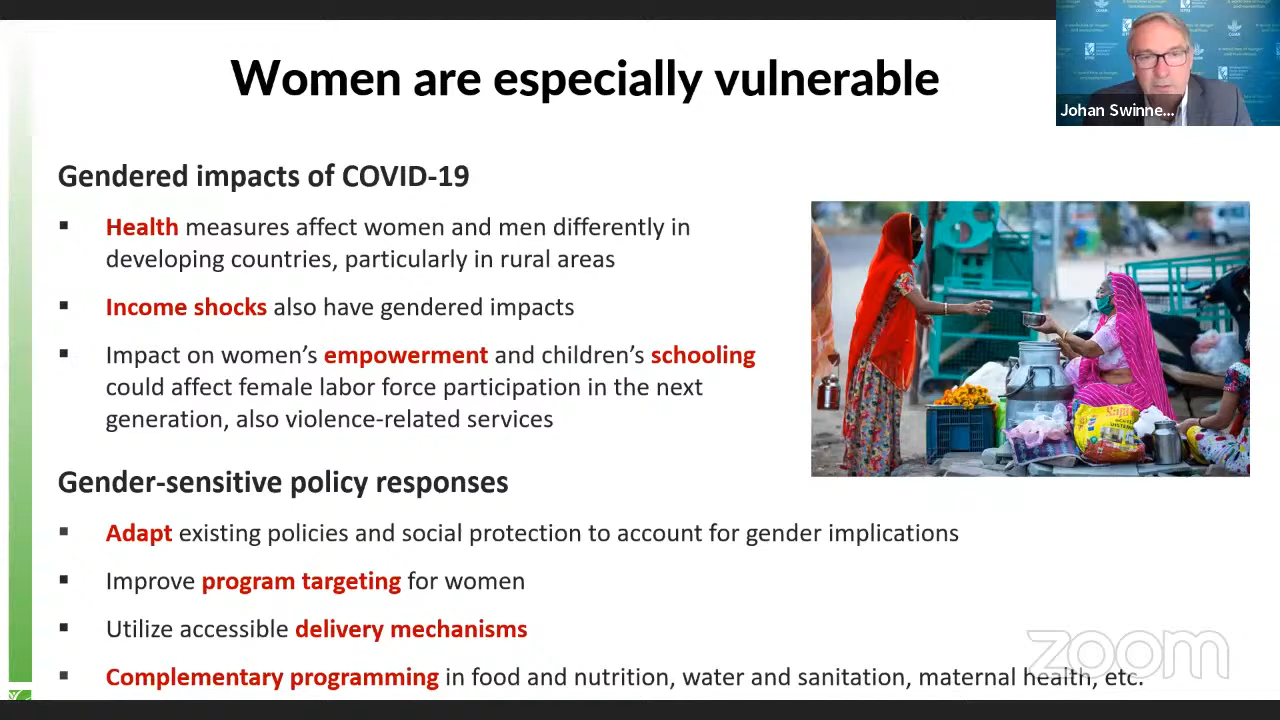 Women are especially vulnerable
Johan Swinne...
Gendered impacts of COVID-19
▪ Health measures affect women and men differently in
developing countries, particularly in rural areas
▪ Income shocks also have gendered impacts
▪ Impact on women’s empowerment and children’s schooling
could affect female labor force participation in the next
generation, also violence-related services
Gender-sensitive policy responses
▪ Adapt existing policies and social protection to account for gender implications
▪ Improve program targeting for women
▪ Utilize accessible delivery mechanisms
▪ Complementary programming in food and nutrition, water and sanitation, maternal health, etc.
zoom